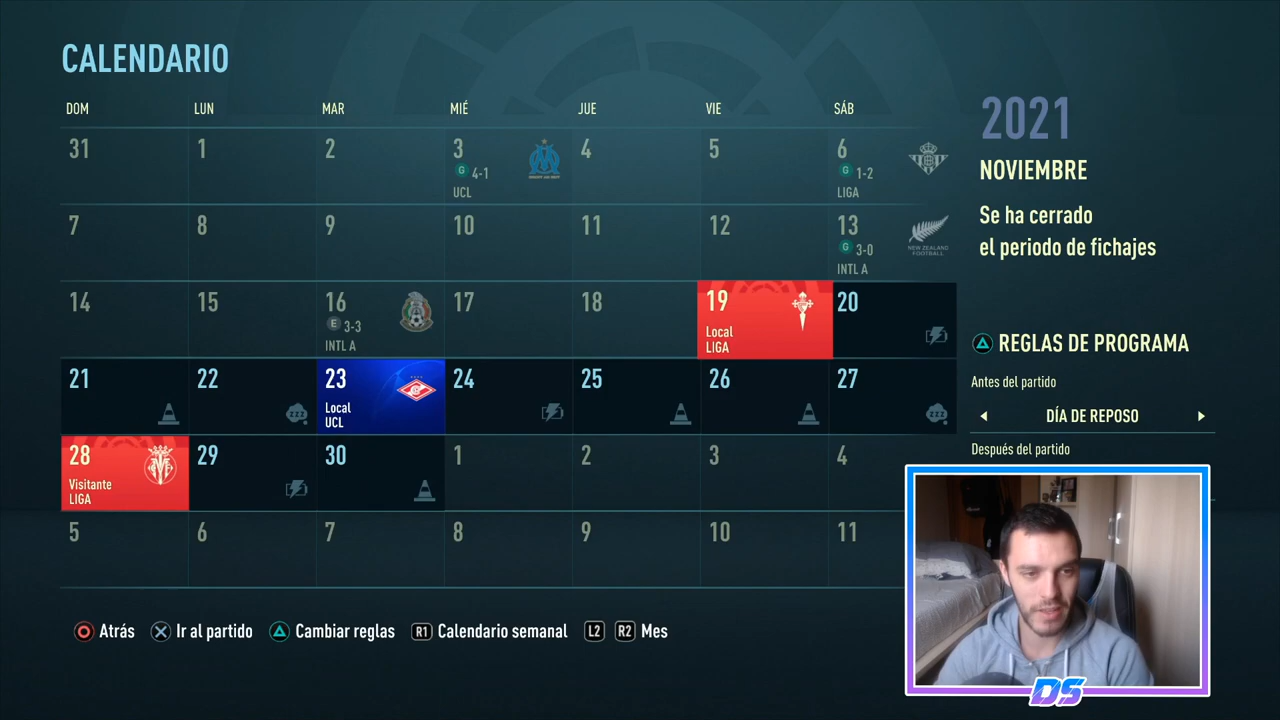 CALENDARIO
DOM LUN MAR MIÉ JUE VIE SÁB
2021
NOVIEMBRE
Se ha cerrado
el periodo de fichajes
31 1 2 3 4 5 6
G 4-1 G 1-2
UCL LIGA
7 8 9 10 11 12 13
G 3-0
NEW ZEALAND
FOOTBALL
INTL A
14 15 16 17 18 19 20
E 3-3 Local
INTL A LIGA
21 22 23 24 25 26 27
zzz Local zzz
UCL
28 29 30 1 2 3 4
Visitante
LIGA
5 6 7 8 9 10 11
REGLAS DE PROGRAMA
Antes del partido
DÍA DE REPOSO
Después del partido
Atrás Ir al partido Cambiar reglas R1 Calendario semanal L2 R2 Mes
DS